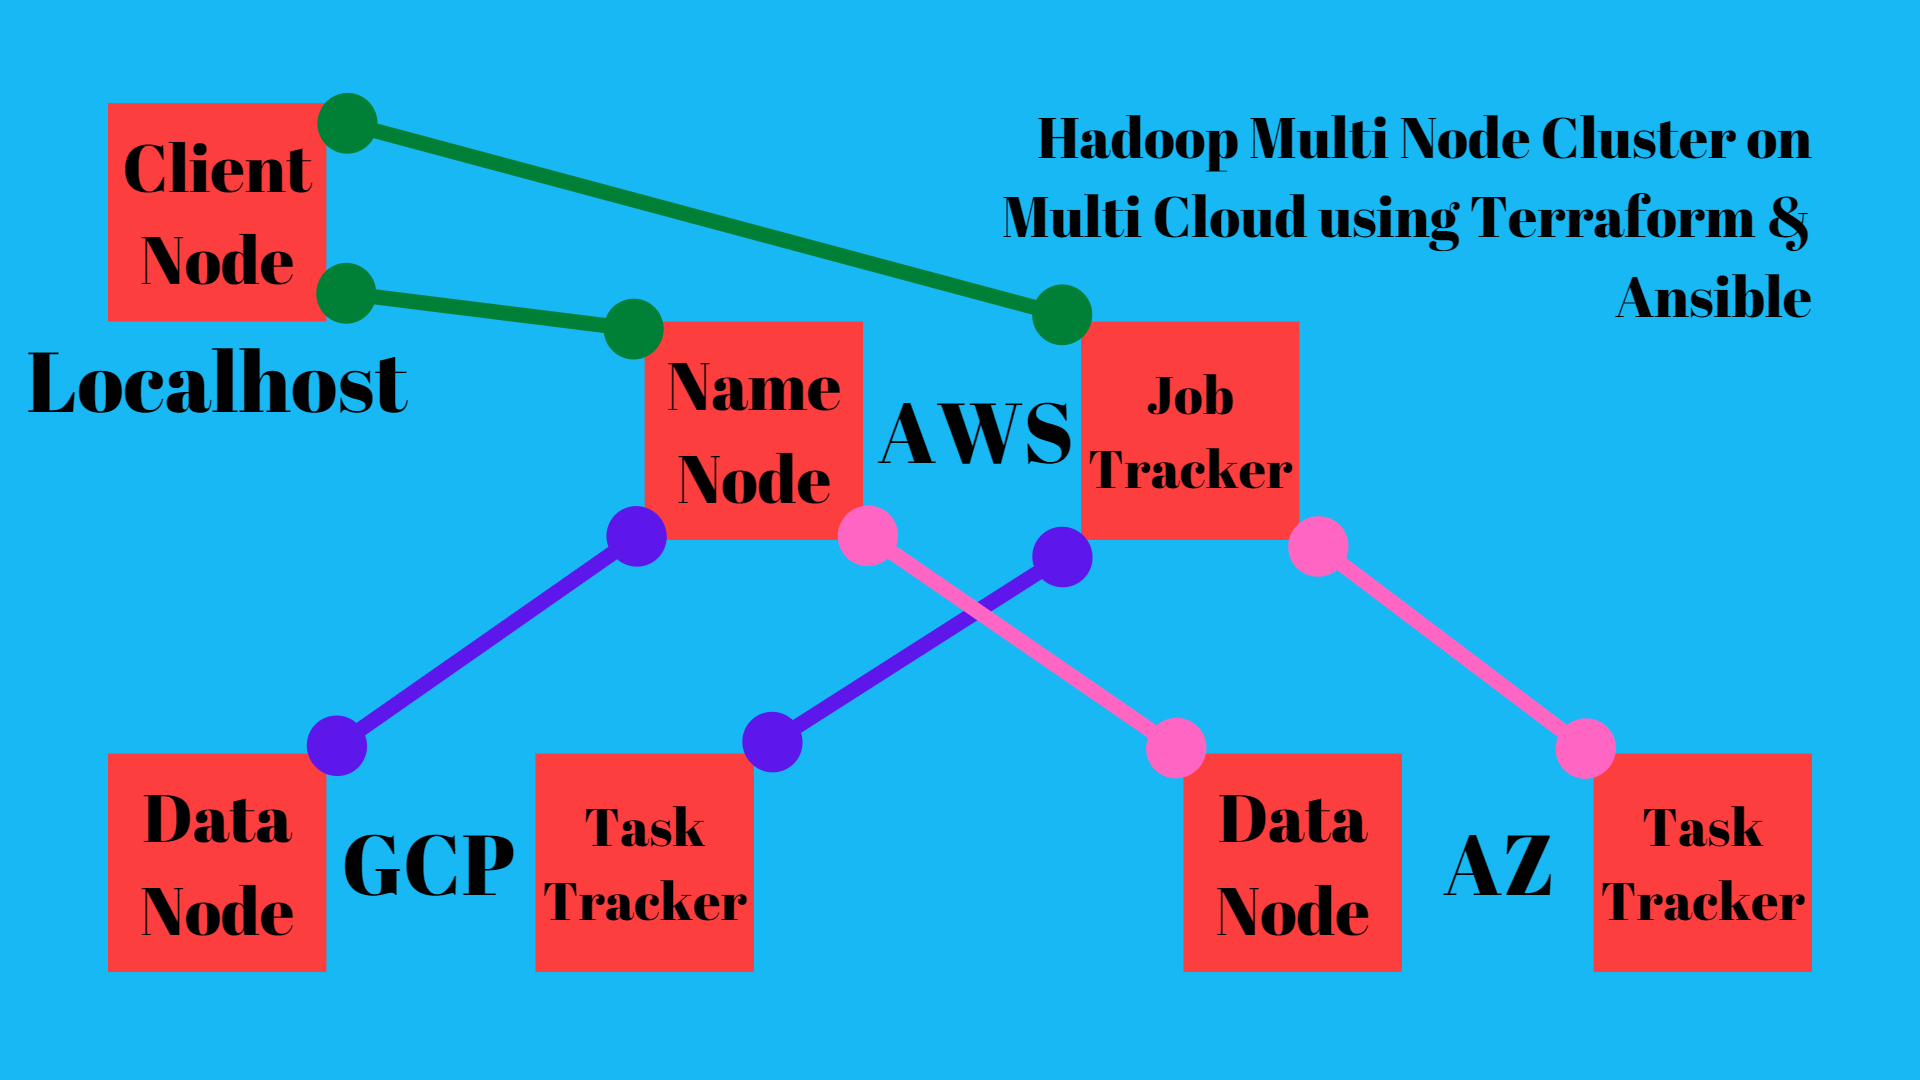 Hadoop Multi Node Cluster on
Multi Cloud using Terraform &
Ansible
Client
Node
Localhost
Name
Node
AWS
Job
Tracker
Data
Node
GCP
Task
Tracker
Data
Node
AZ
Task
Tracker